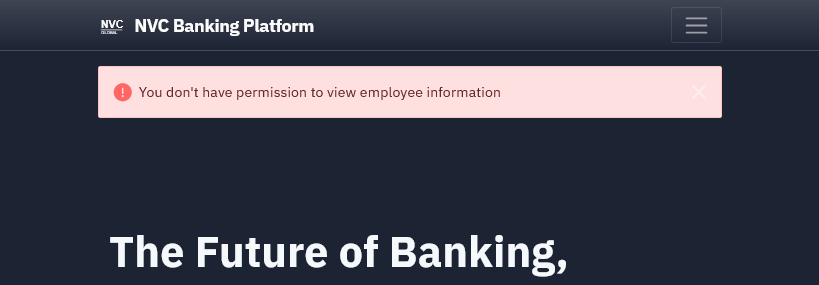 NVC
GLOBAL
NVC Banking Platform
You don't have permission to view employee information
The Future of Banking,